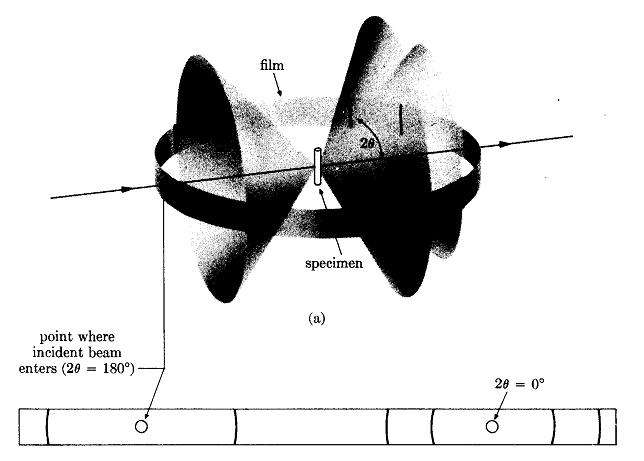 film
2θ
specimen
(a)
point where
incident beam
enters (2θ = 180°)
2θ = 0°